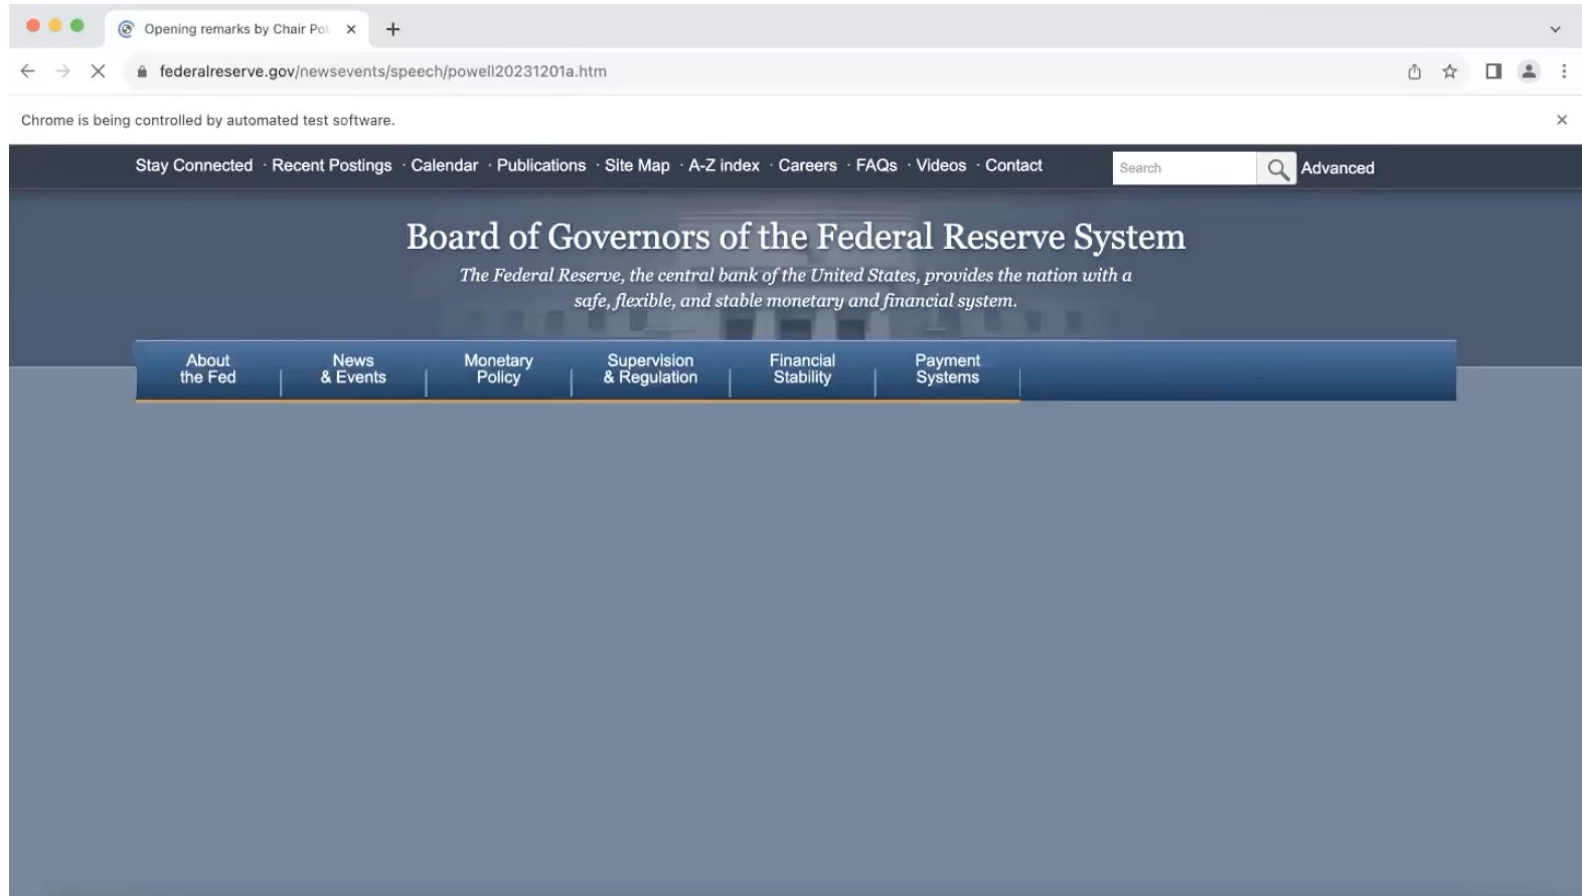 Opening remarks by Chair Po
federalreserve.gov/newsevents/speech/powell20231201a.htm
Chrome is being controlled by automated test software.
Stay Connected · Recent Postings · Calendar · Publications · Site Map · A-Z index · Careers · FAQs · Videos · Contact
Search
Advanced
Board of Governors of the Federal Reserve System
The Federal Reserve, the central bank of the United States, provides the nation with a
safe, flexible, and stable monetary and financial system.
About
the Fed
News
& Events
Monetary
Policy
Supervision
& Regulation
Financial
Stability
Payment
Systems